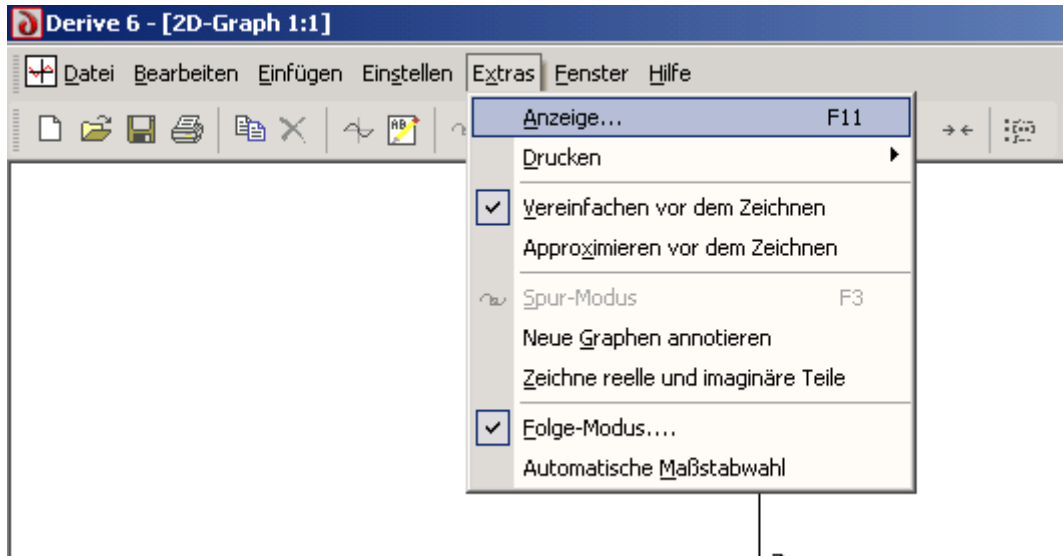 Derive 6 - [2D-Graph 1:1]
Datei Bearbeiten Einfügen Einstellen Extras Fenster Hilfe
Anzeige... F11
Drucken
Vereinfachen vor dem Zeichnen
Approximieren vor dem Zeichnen
Spur-Modus F3
Neue Graphen annotieren
Zeichne reelle und imaginäre Teile
Folge-Modus....
Automatische Maßstabwahl